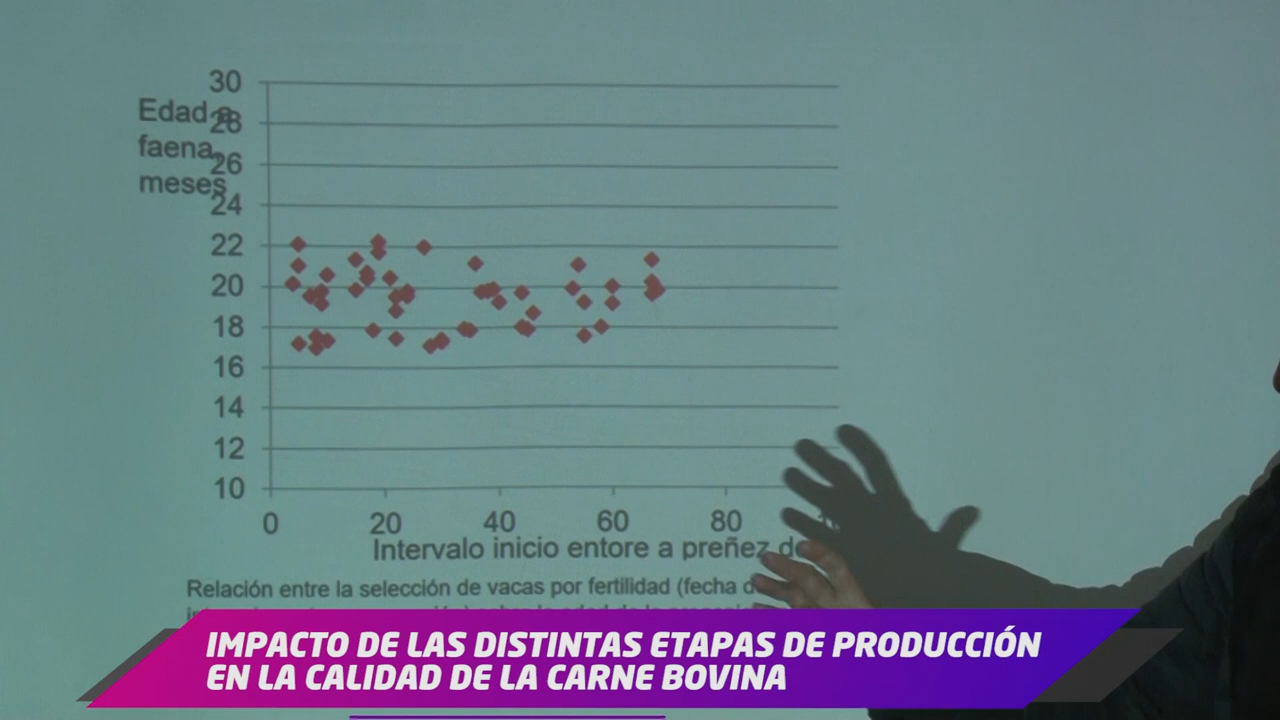 30
Edad a
28
faena,
26
meses
24
22
20
18
16
14
12
10
0 20 40 60 80
Intervalo inicio entore a preñez
Relación entre la selección de vacas por fertilidad (fecha
IMPACTO DE LAS DISTINTAS ETAPAS DE PRODUCCIÓN
EN LA CALIDAD DE LA CARNE BOVINA